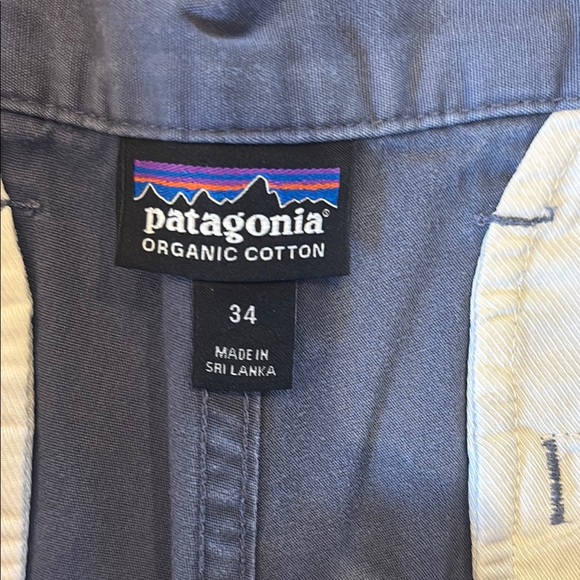 patagonia®
ORGANIC COTTON
34
MADE IN
SRI LANKA